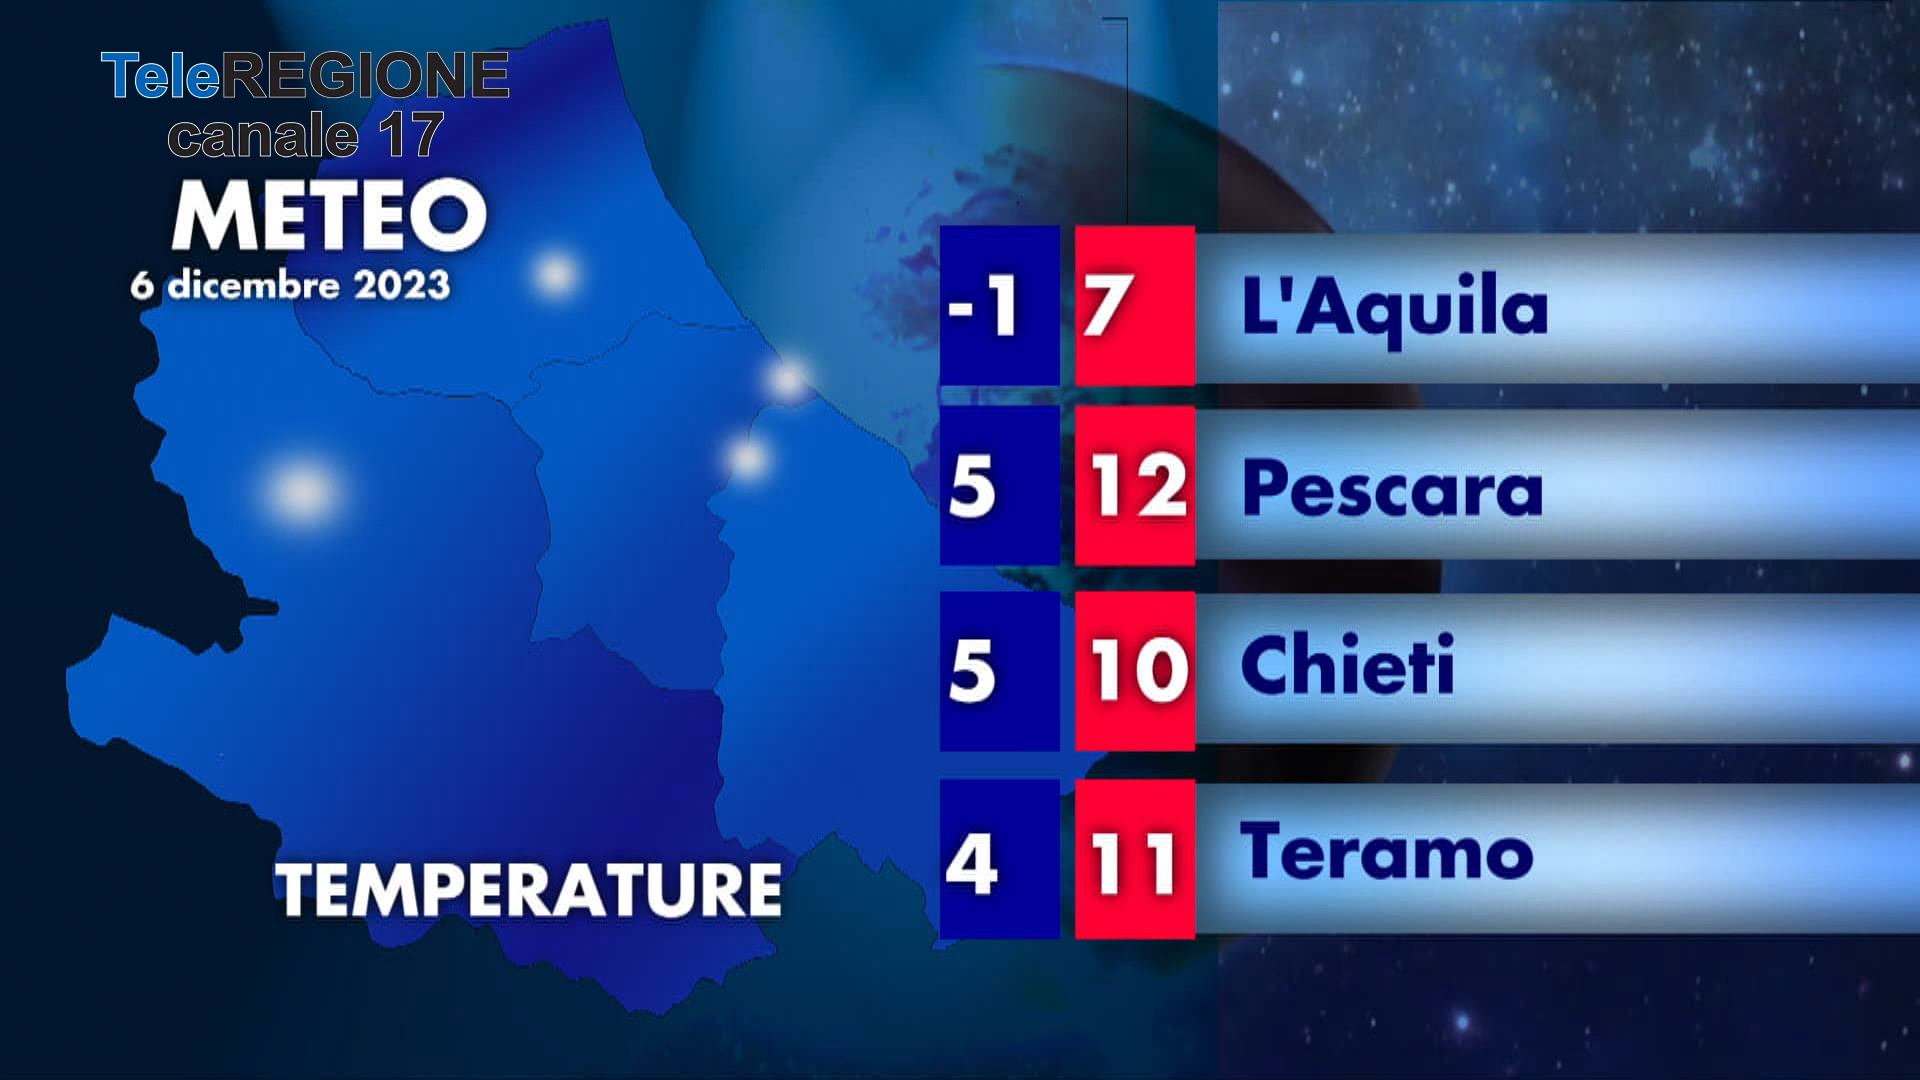 TeleREGIONE
canale 17
METEO
6 dicembre 2023
-1 7 L'Aquila
5 12 Pescara
5 10 Chieti
4 11 Teramo
TEMPERATURE